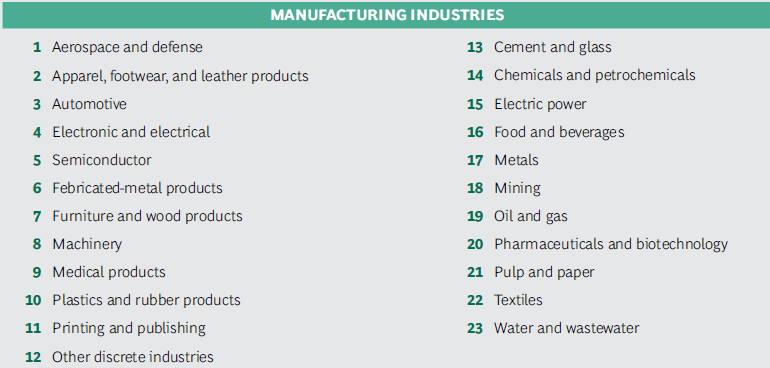 MANUFACTURING INDUSTRIES
1 Aerospace and defense
2 Apparel, footwear, and leather products
3 Automotive
4 Electronic and electrical
5 Semiconductor
6 Febricated-metal products
7 Furniture and wood products
8 Machinery
9 Medical products
10 Plastics and rubber products
11 Printing and publishing
12 Other discrete industries
13 Cement and glass
14 Chemicals and petrochemicals
15 Electric power
16 Food and beverages
17 Metals
18 Mining
19 Oil and gas
20 Pharmaceuticals and biotechnology
21 Pulp and paper
22 Textiles
23 Water and wastewater